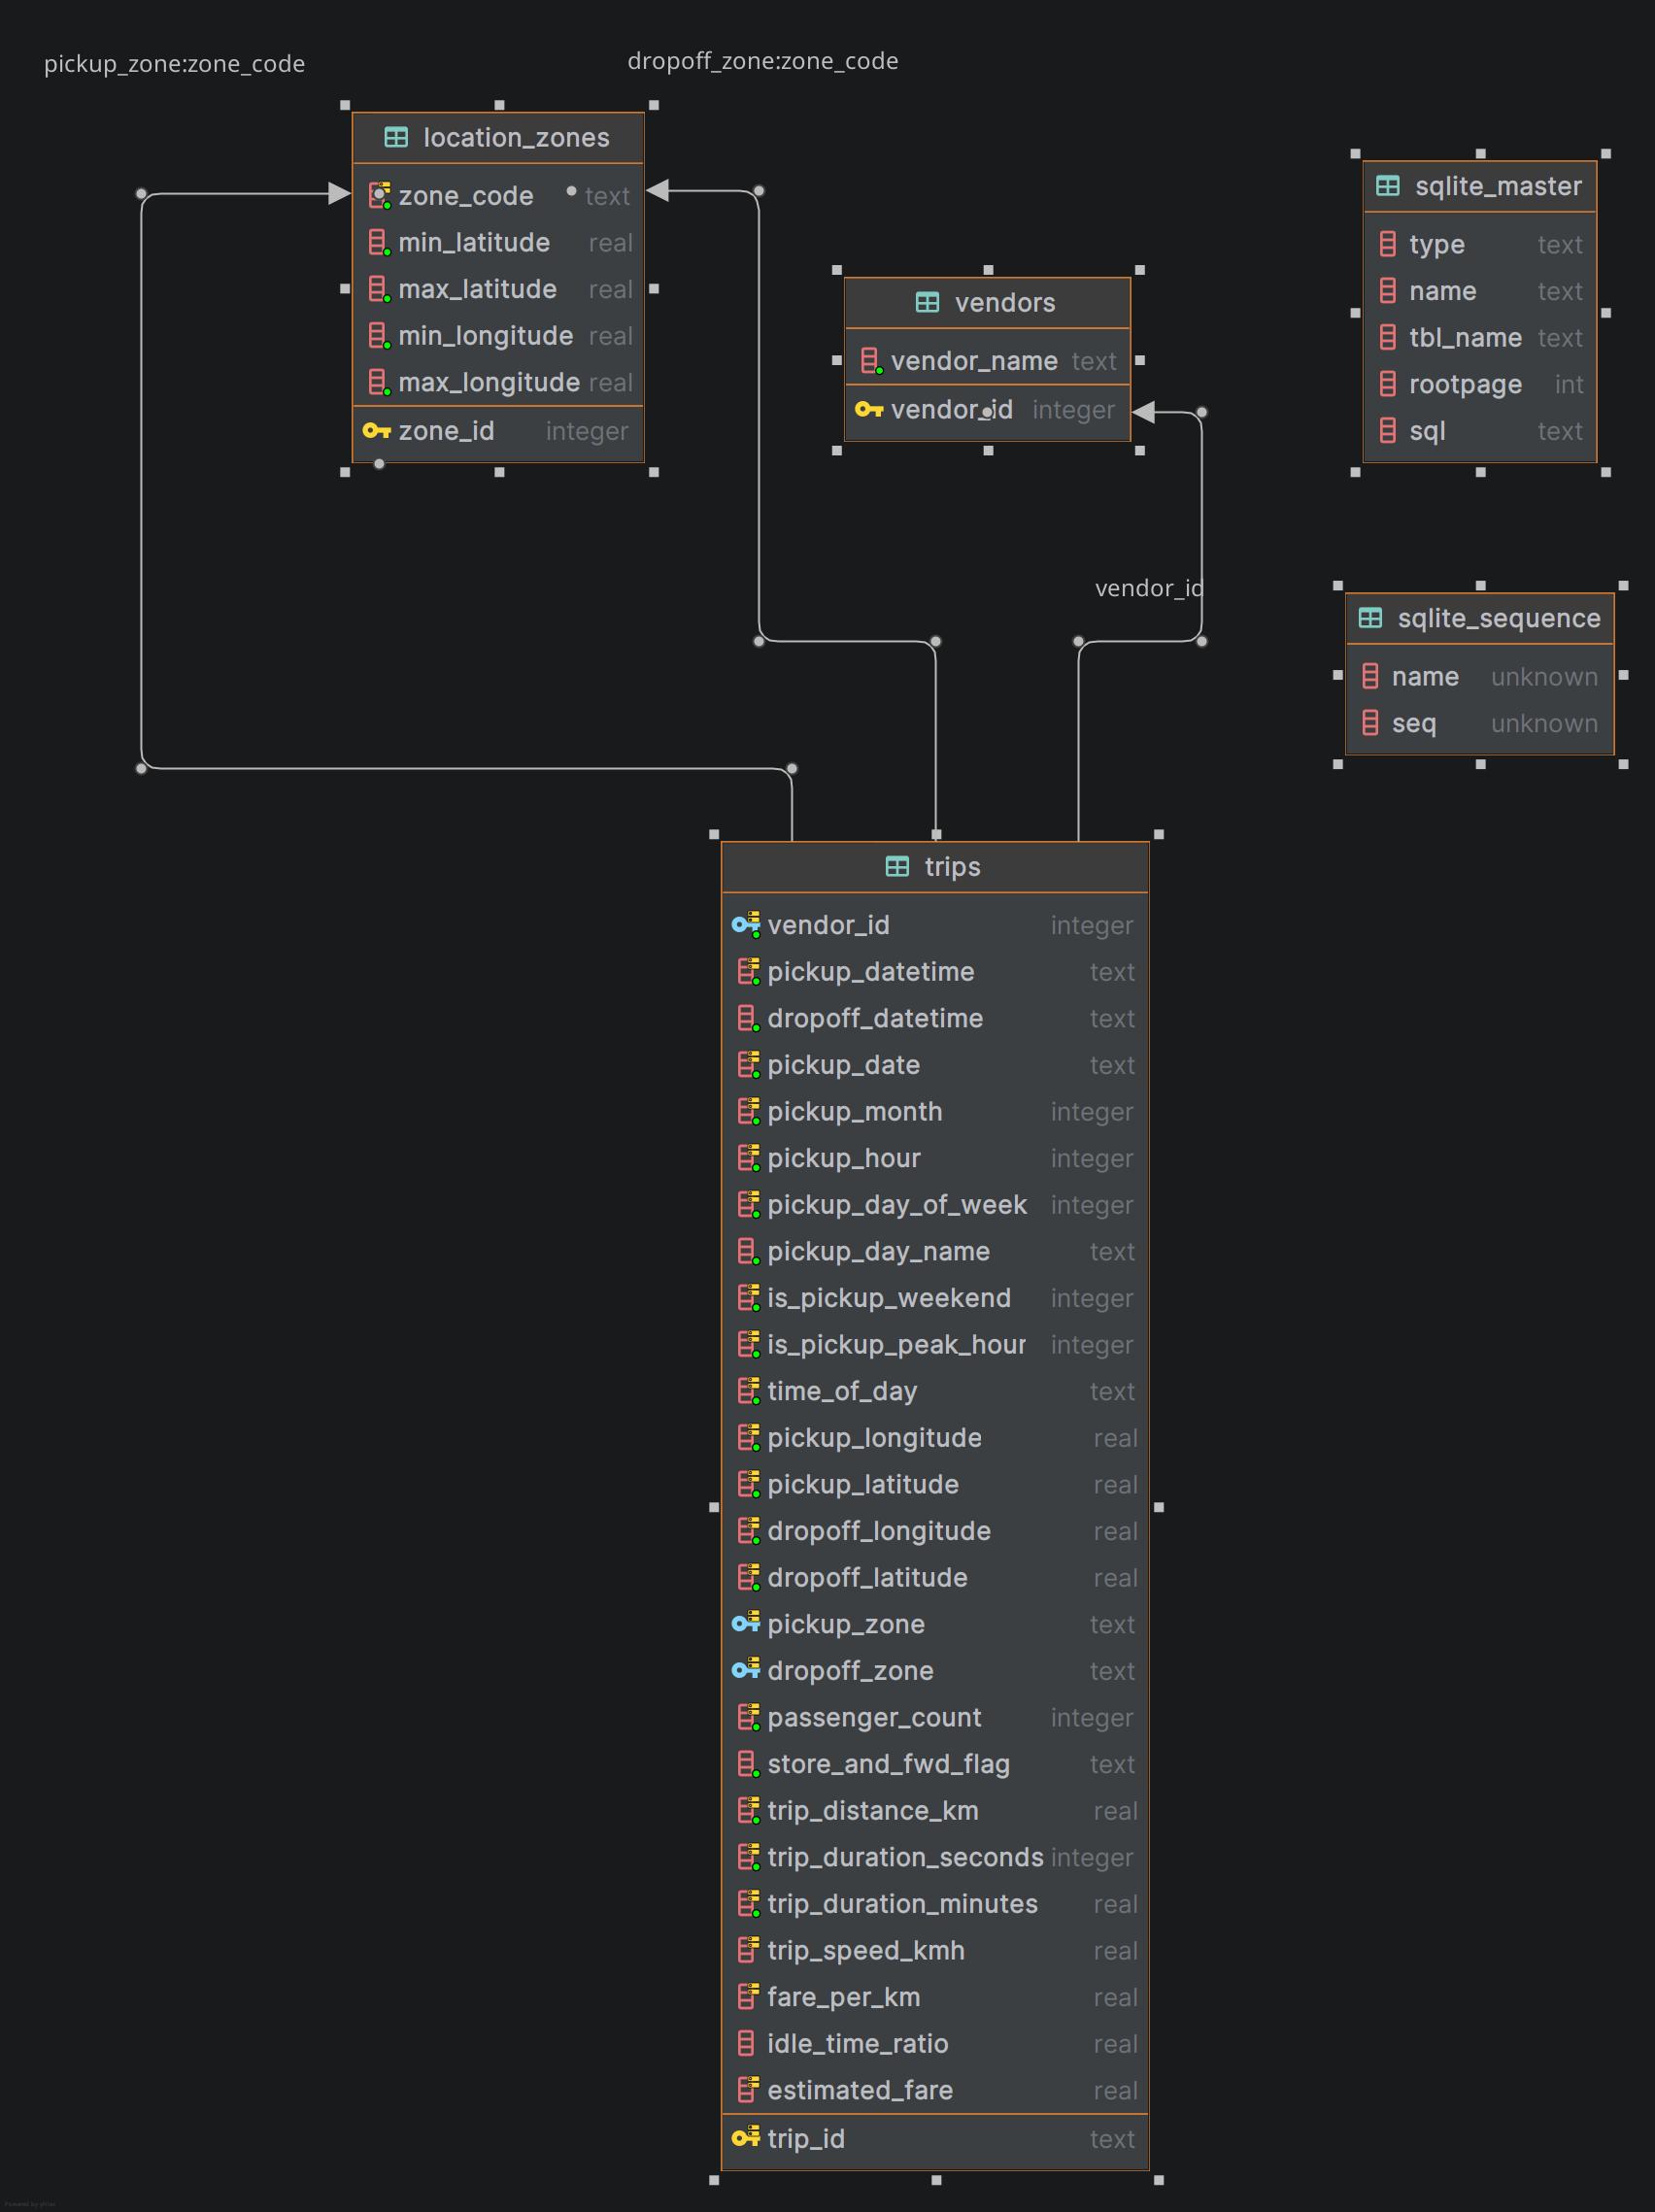 pickup_zone:zone_code
dropoff_zone:zone_code
location_zones
zone_code text
min_latitude real
max_latitude real
min_longitude real
max_longitude real
zone_id integer
vendors
vendor_name text
vendor_id integer
vendor_id
sqlite_master
type text
name text
tbl_name text
rootpage int
sql text
sqlite_sequence
name unknown
seq unknown
trips
vendor_id integer
pickup_datetime text
dropoff_datetime text
pickup_date text
pickup_month integer
pickup_hour integer
pickup_day_of_week integer
pickup_day_name text
is_pickup_weekend integer
is_pickup_peak_hour integer
time_of_day text
pickup_longitude real
pickup_latitude real
dropoff_longitude real
dropoff_latitude real
pickup_zone text
dropoff_zone text
passenger_count integer
store_and_fwd_flag text
trip_distance_km real
trip_duration_seconds integer
trip_duration_minutes real
trip_speed_kmh real
fare_per_km real
idle_time_ratio real
estimated_fare real
trip_id text
Powered by yFiles